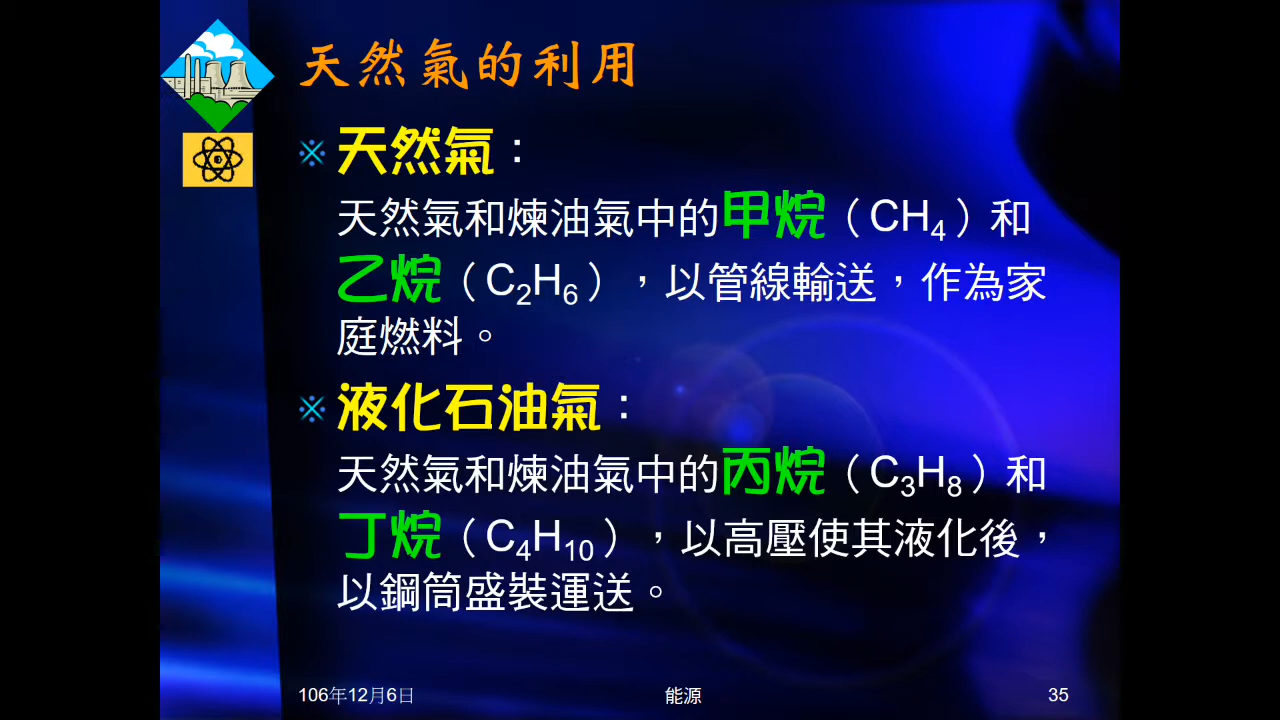 天然氣的利用
※天然氣：
天然氣和煉油氣中的甲烷（CH₄）和
乙烷（C₂H₆），以管線輸送，作為家
庭燃料。
※液化石油氣：
天然氣和煉油氣中的丙烷（C₃H₈）和
丁烷（C₄H₁₀），以高壓使其液化後，
以鋼筒盛裝運送。
106年12月6日
能源
35